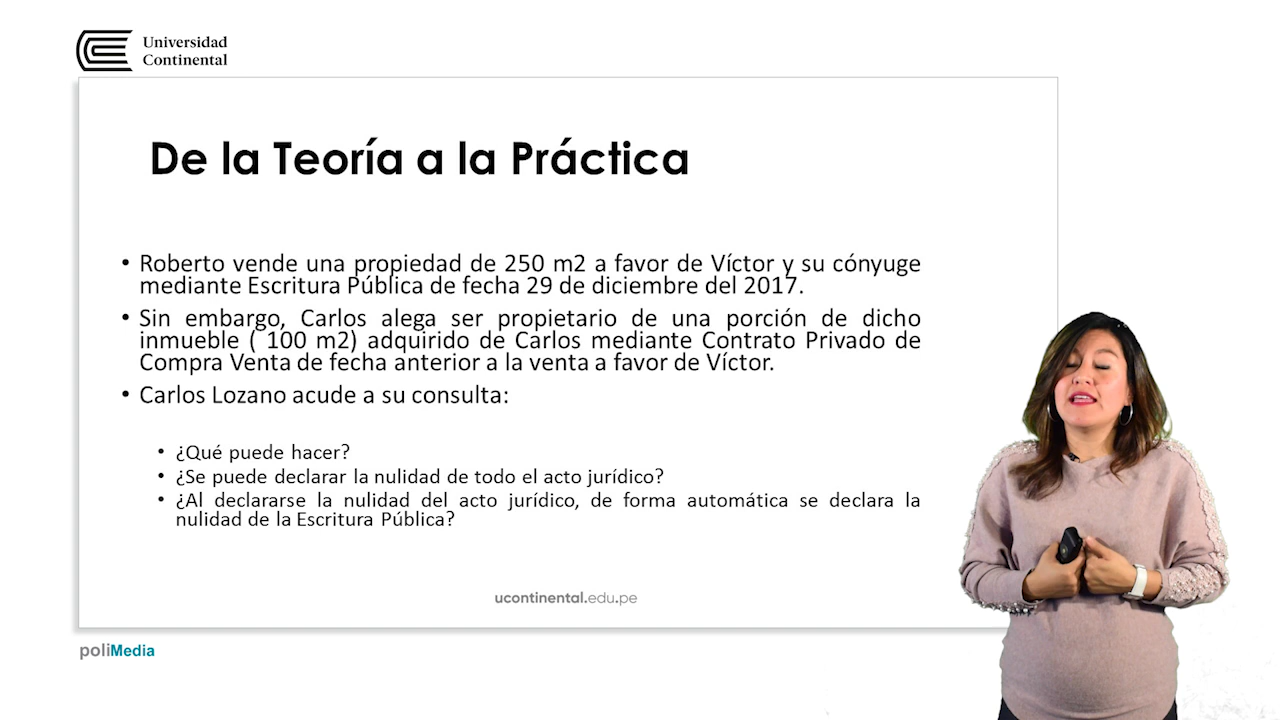 Universidad
Continental
De la Teoría a la Práctica
• Roberto vende una propiedad de 250 m2 a favor de Víctor y su cónyuge
mediante Escritura Pública de fecha 29 de diciembre del 2017.
• Sin embargo, Carlos alega ser propietario de una porción de dicho
inmueble ( 100 m2) adquirido de Carlos mediante Contrato Privado de
Compra Venta de fecha anterior a la venta a favor de Víctor.
• Carlos Lozano acude a su consulta:
• ¿Qué puede hacer?
• ¿Se puede declarar la nulidad de todo el acto jurídico?
• ¿Al declararse la nulidad del acto jurídico, de forma automática se declara la
nulidad de la Escritura Pública?
ucontinental.edu.pe
poliMedia